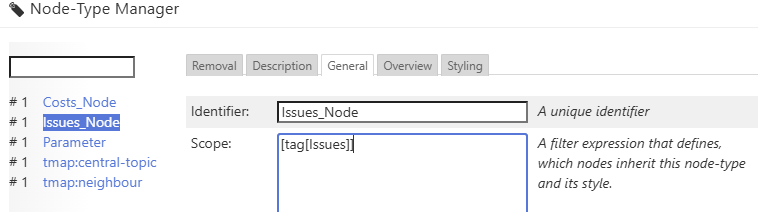 Node-Type Manager
Removal Description General Overview Styling
# 1 Costs_Node
# 1 Issues_Node
# 1 Parameter
# 1 tmap:central-topic
# 1 tmap:neighbour
Identifier: Issues_Node A unique identifier
Scope: [tag[Issues]] A filter expression that defines,
which nodes inherit this node-type
and its style.